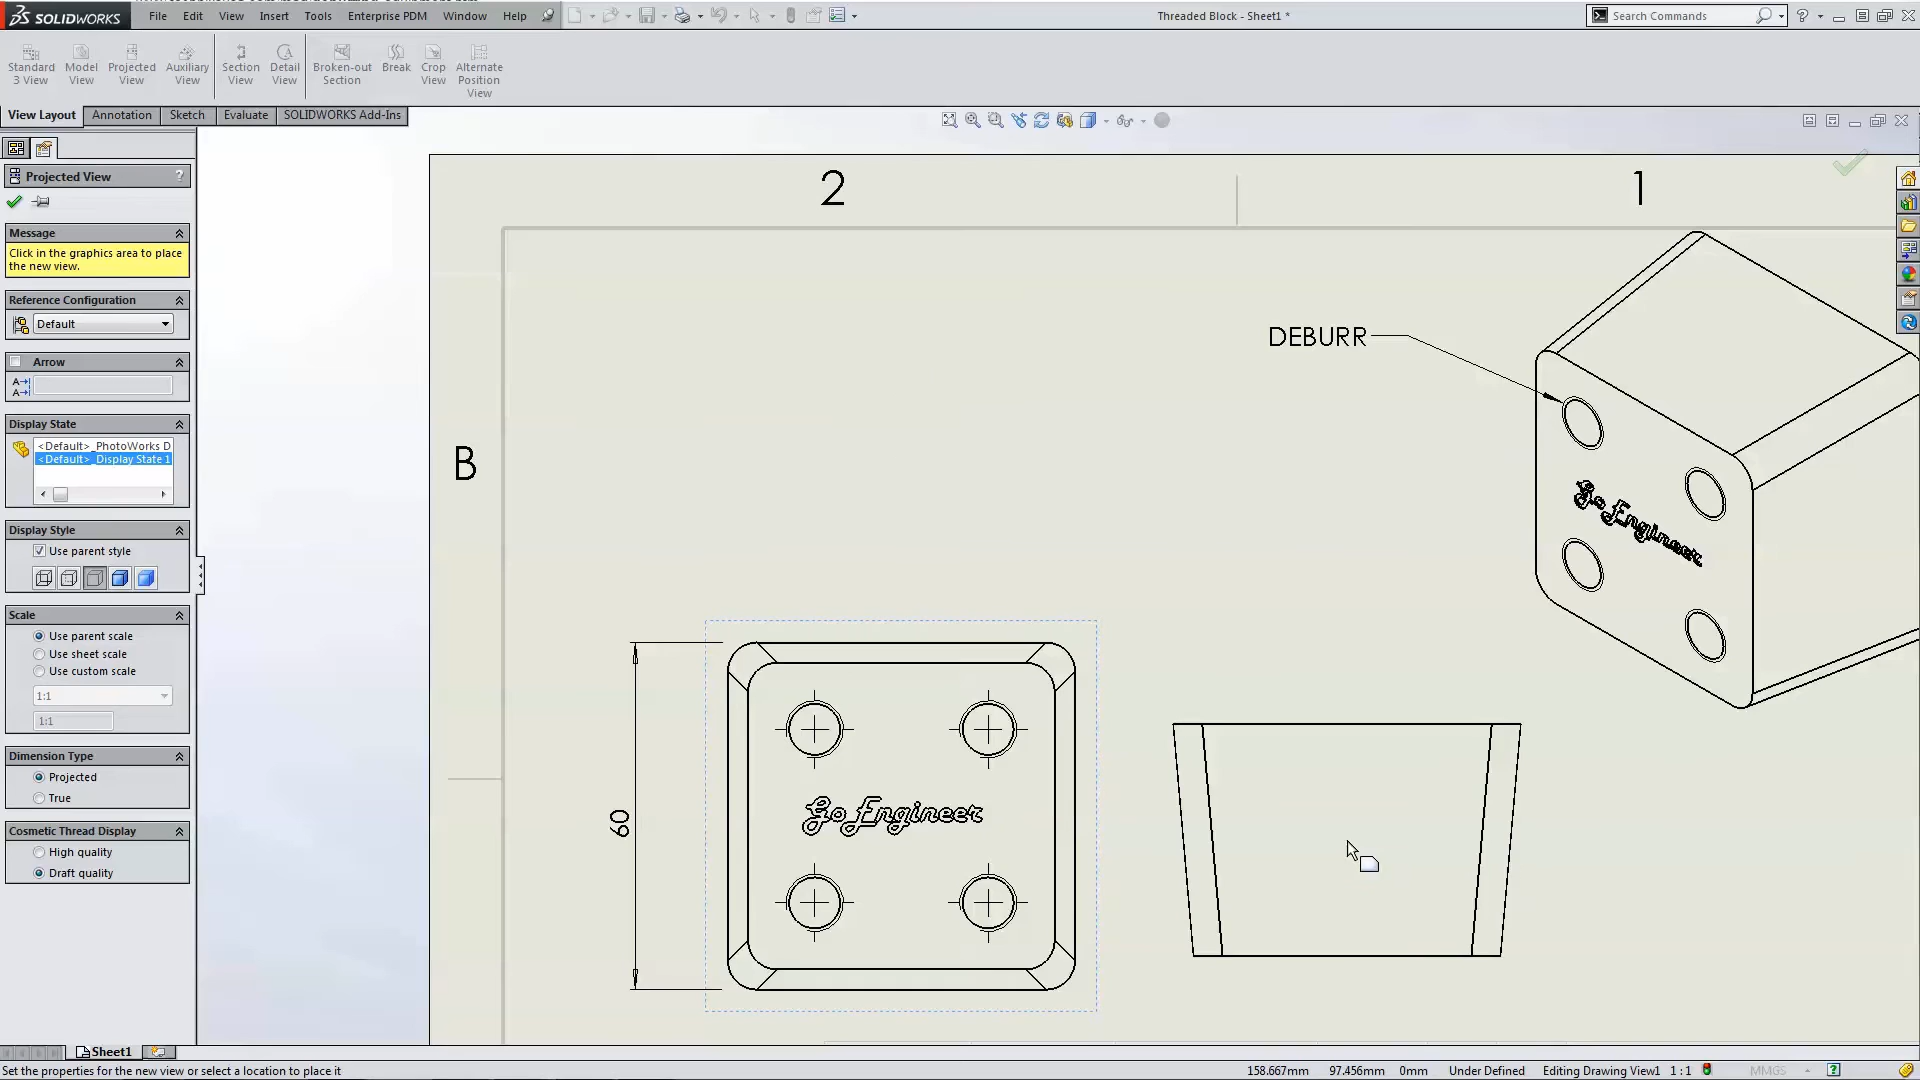 SOLIDWORKS File Edit View Insert Tools Enterprise PDM Window Help Threaded Block - Sheet1 * Search Commands
Standard 3 View
Model View
Projected View
Auxiliary View
Section View
Detail View
Broken-out Section
Break
Crop View
Alternate Position View
View Layout Annotation Sketch Evaluate SOLIDWORKS Add-Ins
Projected View ?
Message
Click in the graphics area to place
the new view.
Reference Configuration
Default
Arrow
Display State
<Default>_PhotoWorks D
<Default>_Display State 1
Display Style
Use parent style
Scale
Use parent scale
Use sheet scale
Use custom scale
1:1
1:1
Dimension Type
Projected
True
Cosmetic Thread Display
High quality
Draft quality
2 1
DEBURR
B
Go Engineer
60
Go Engineer
Sheet1
Set the properties for the new view or select a location to place it 158.667mm 97.456mm 0mm Under Defined Editing Drawing View1 1 : 1 MMGS